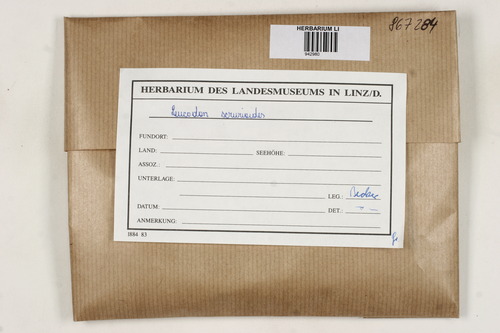 HERBARIUM LI
942980
867284
HERBARIUM DES LANDESMUSEUMS IN LINZ/D.
Leucodon sciuroides
FUNDORT:
LAND: SEEHÖHE:
ASSOZ.:
UNTERLAGE:
LEG.:
DATUM: DET.: – –
ANMERKUNG:
1884 83